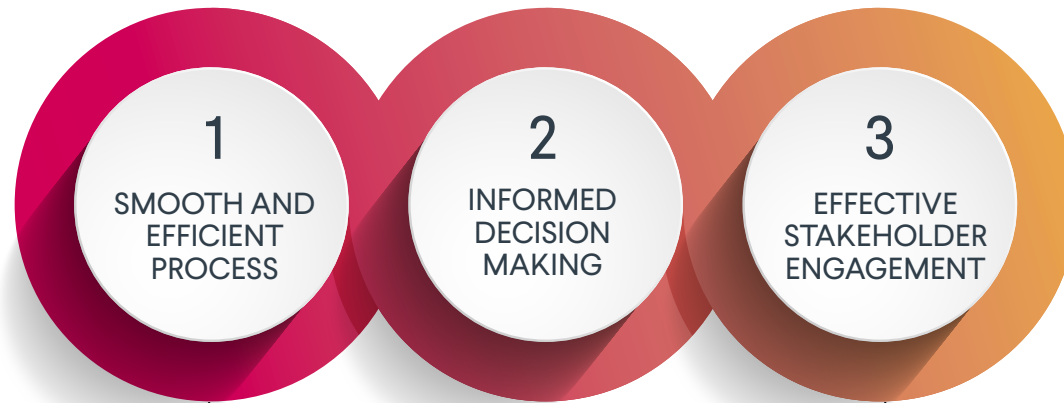 1
SMOOTH AND
EFFICIENT
PROCESS
2
INFORMED
DECISION
MAKING
3
EFFECTIVE
STAKEHOLDER
ENGAGEMENT